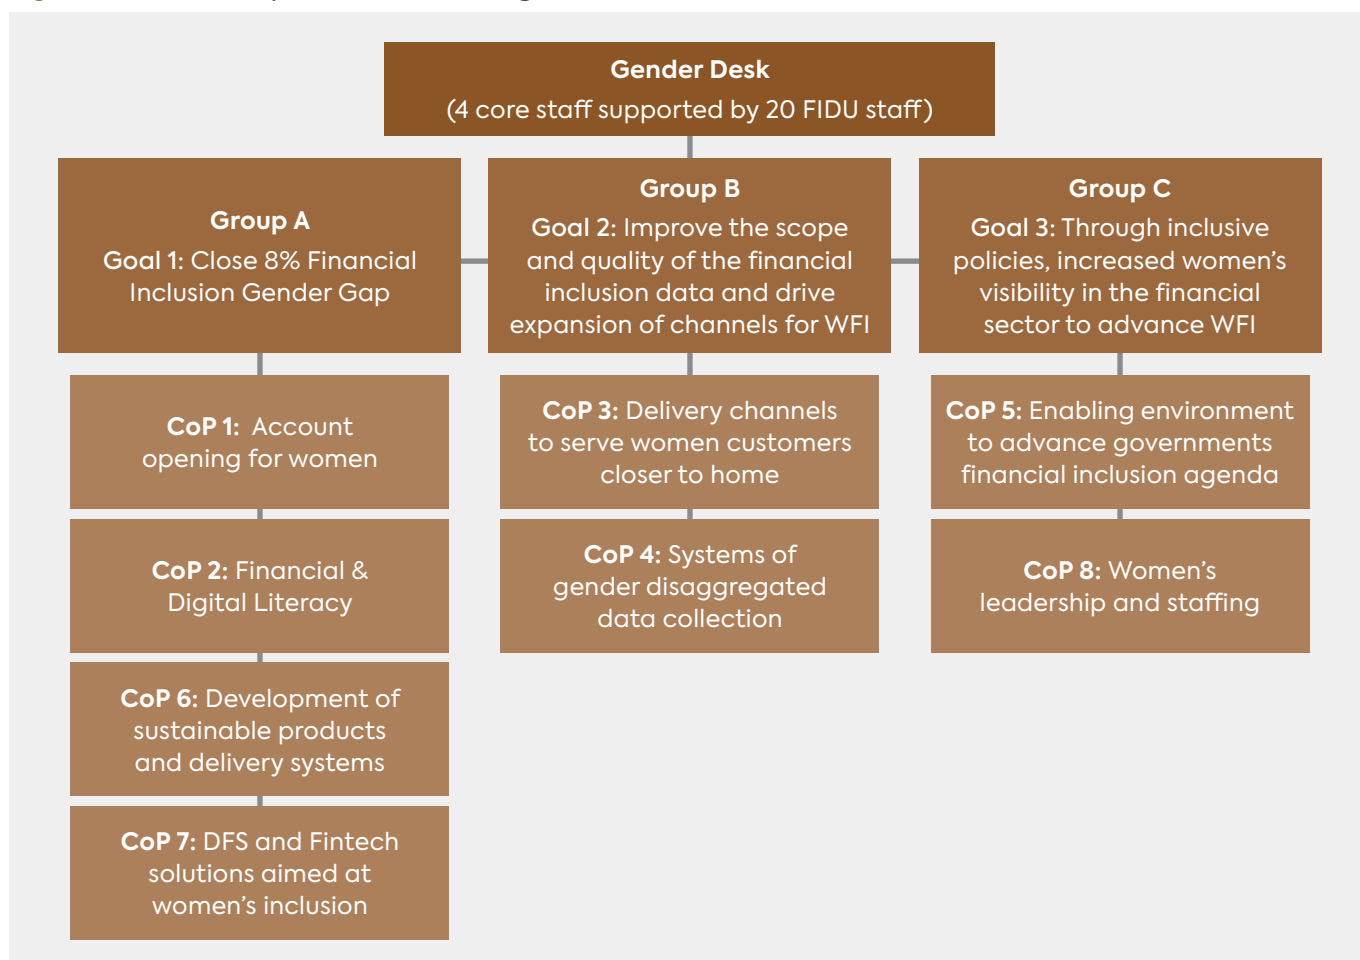 Gender Desk
(4 core staff supported by 20 FIDU staff)
Group A
Goal 1: Close 8% Financial
Inclusion Gender Gap
Group B
Goal 2: Improve the scope
and quality of the financial
inclusion data and drive
expansion of channels for WFI
Group C
Goal 3: Through inclusive
policies, increased women's
visibility in the financial
sector to advance WFI
CoP 1: Account
opening for women
CoP 2: Financial &
Digital Literacy
CoP 6: Development of
sustainable products
and delivery systems
CoP 7: DFS and Fintech
solutions aimed at
women's inclusion
CoP 3: Delivery channels
to serve women customers
closer to home
CoP 4: Systems of
gender disaggregated
data collection
CoP 5: Enabling environment
to advance governments
financial inclusion agenda
CoP 8: Women's
leadership and staffing